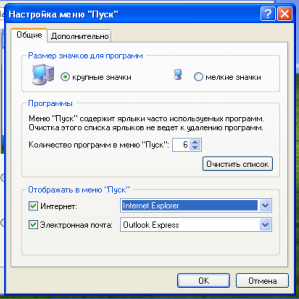 Настройка меню "Пуск"
Общие Дополнительно
Размер значков для программ
крупные значки мелкие значки
Программы
Меню "Пуск" содержит ярлыки часто используемых программ.
Очистка этого списка ярлыков не ведет к удалению программ.
Количество программ в меню "Пуск": 6
Очистить список
Отображать в меню "Пуск"
Интернет: Internet Explorer
Электронная почта: Outlook Express
OK Отмена